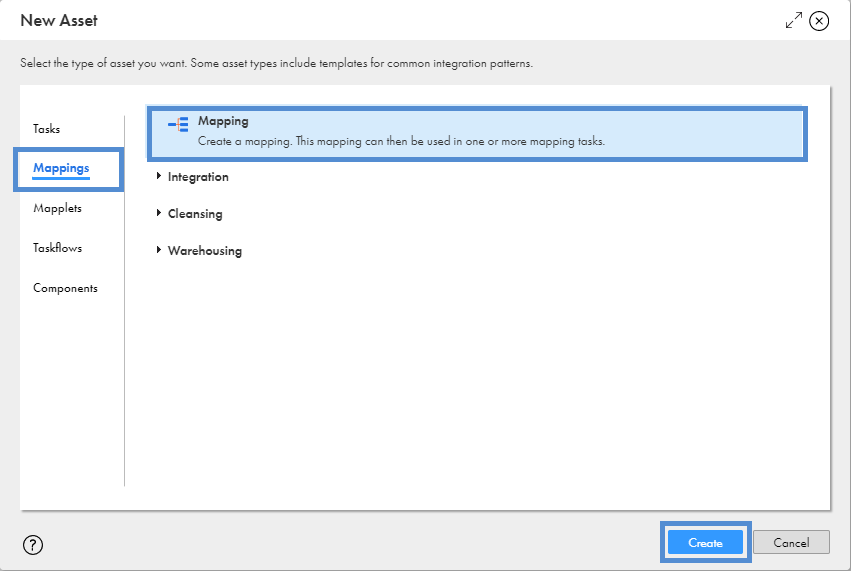 New Asset
Select the type of asset you want. Some asset types include templates for common integration patterns.
Tasks
Mappings
Mapplets
Taskflows
Components
Mapping
Create a mapping. This mapping can then be used in one or more mapping tasks.
Integration
Cleansing
Warehousing
?
Create
Cancel